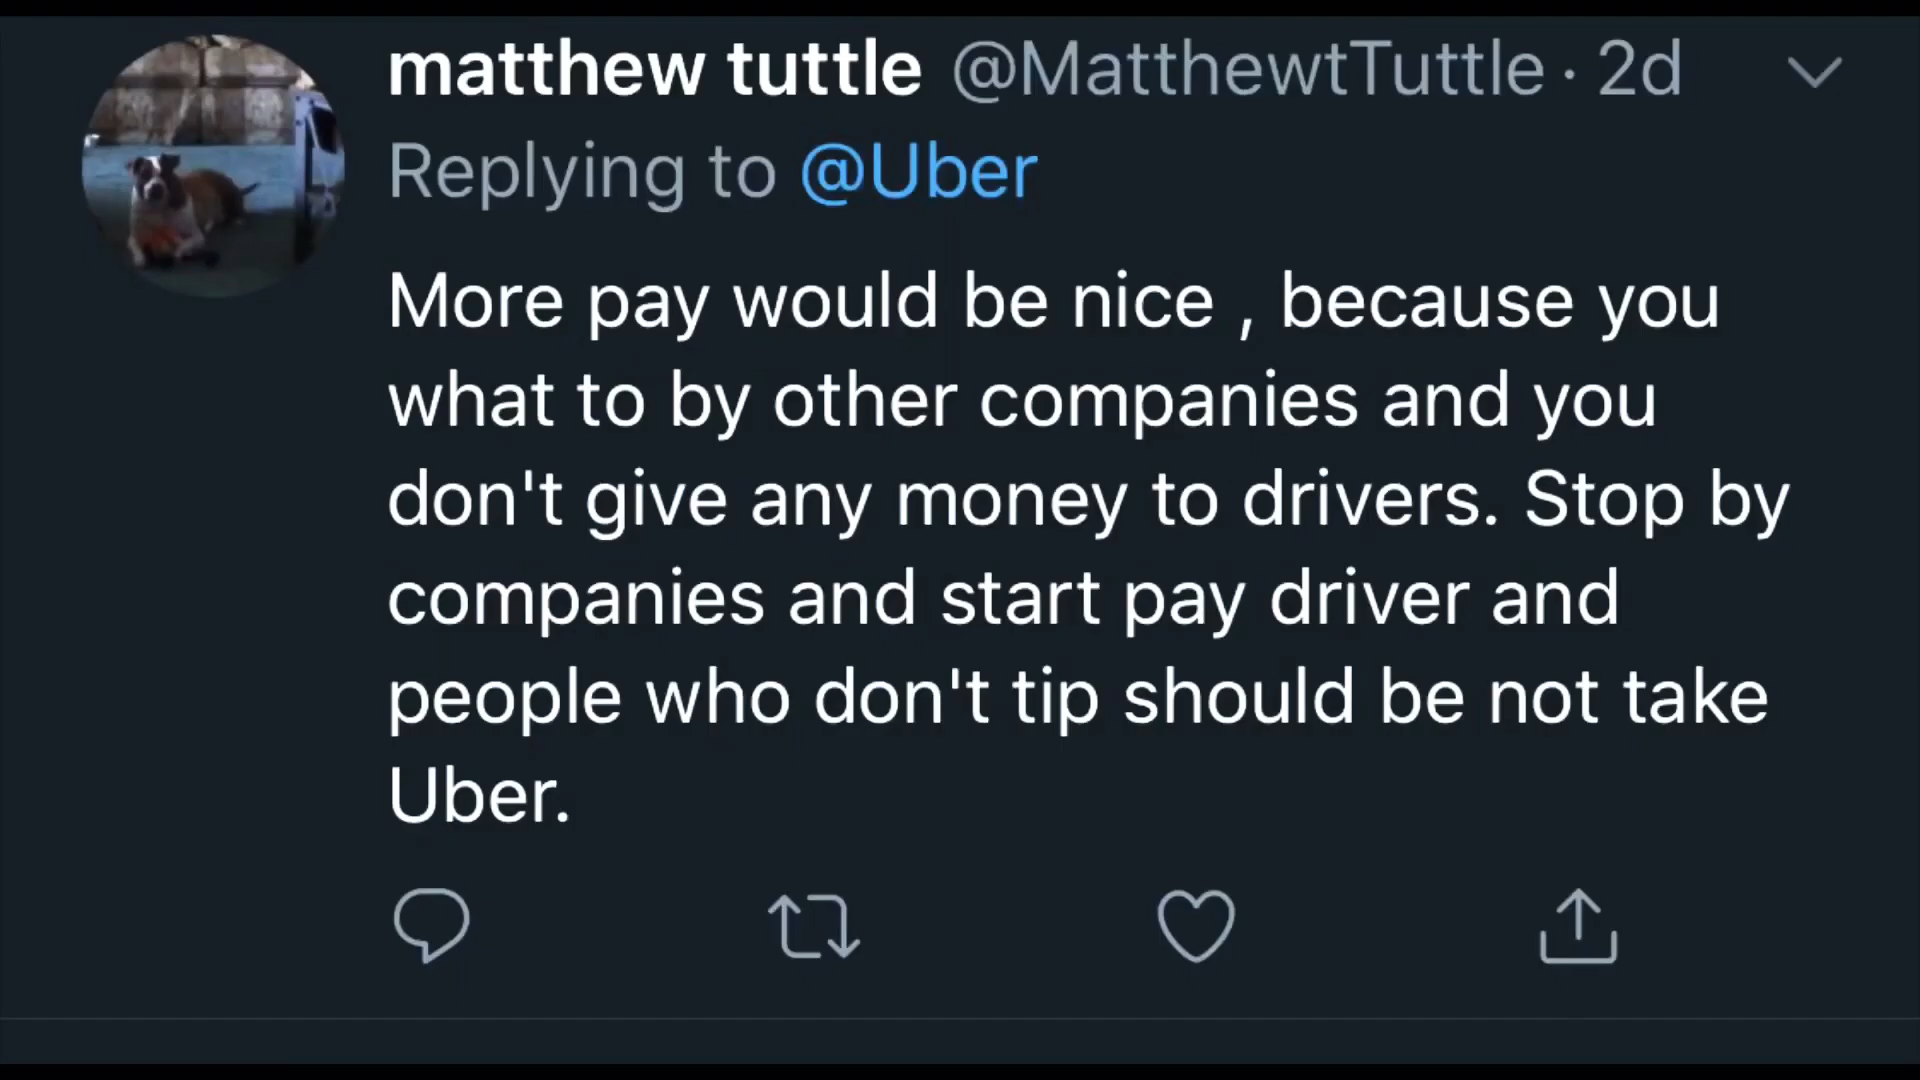 matthew tuttle @MatthewtTuttle · 2d
Replying to @Uber
More pay would be nice , because you
what to by other companies and you
don't give any money to drivers. Stop by
companies and start pay driver and
people who don't tip should be not take
Uber.